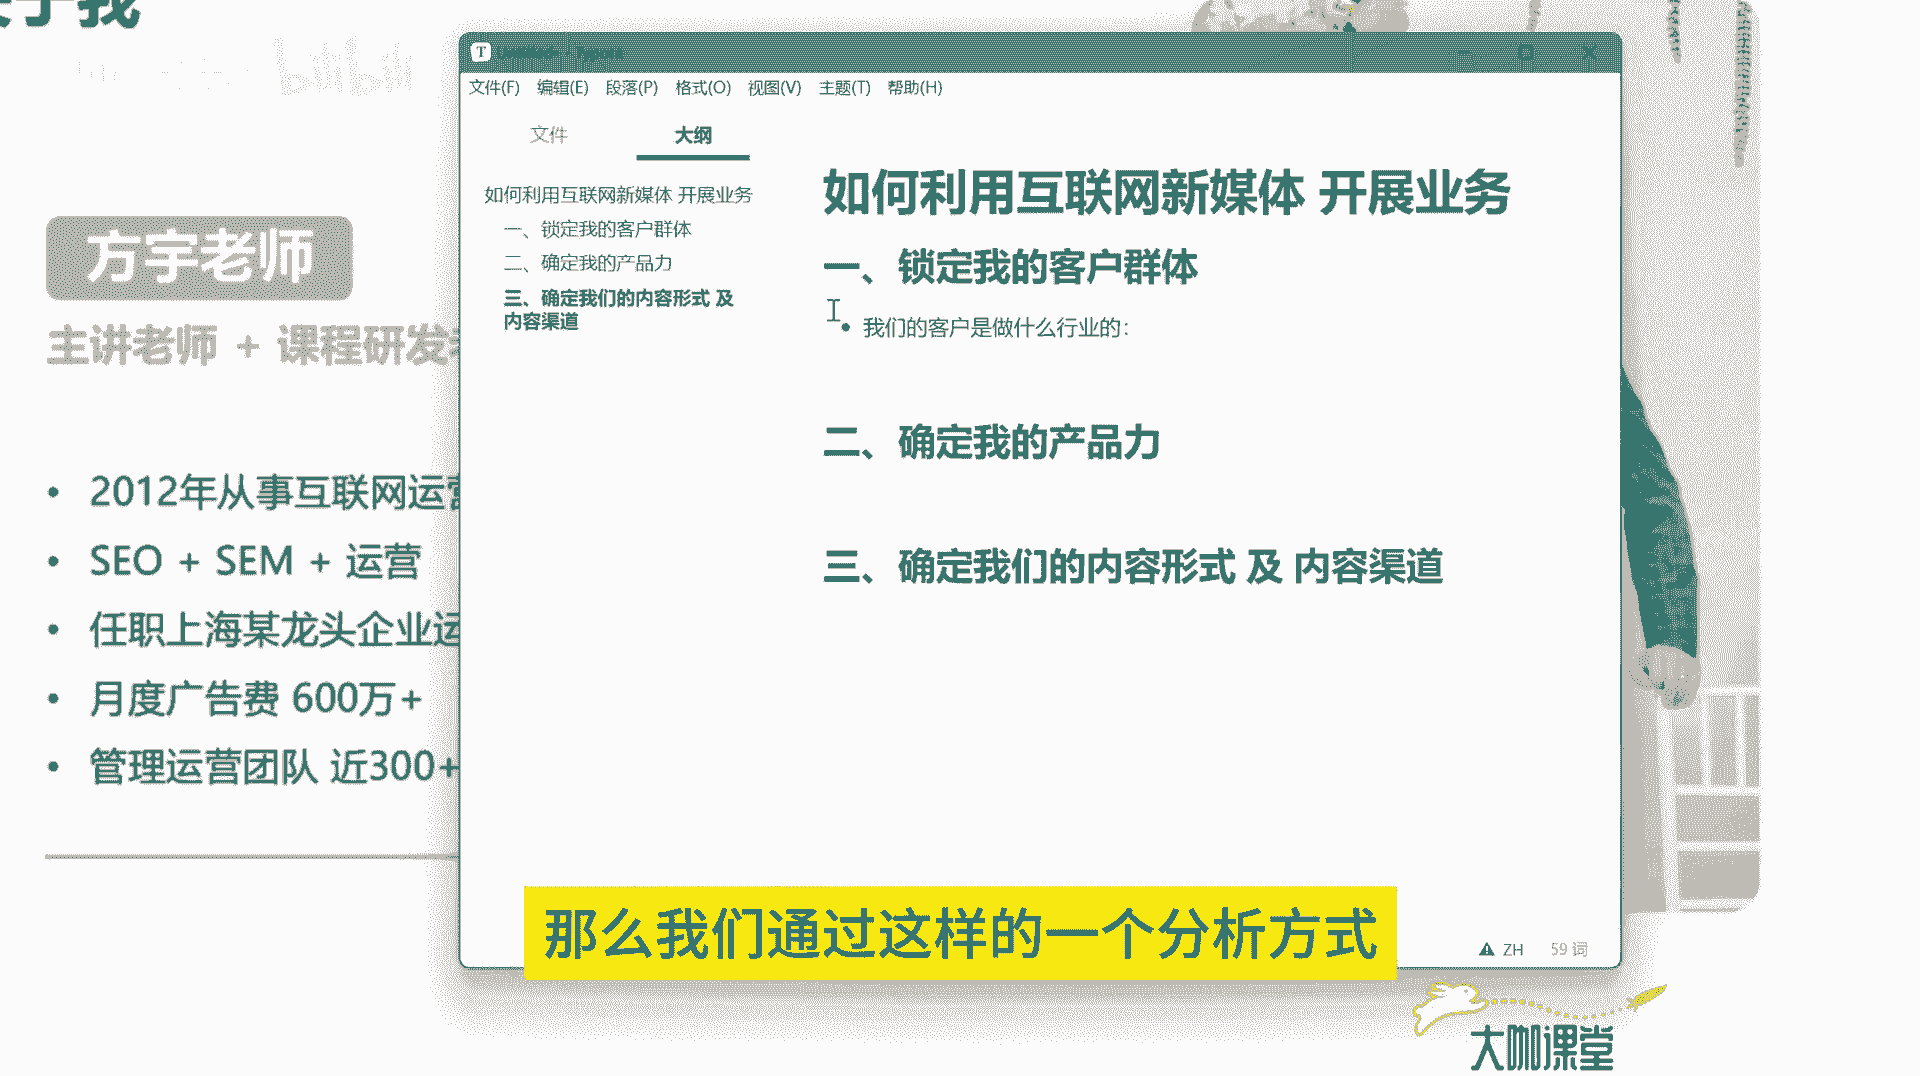 bilibili
T
文件(F) 编辑(E) 段落(P) 格式(O) 视图(V) 主题(T) 帮助(H)
文件 大纲
如何利用互联网新媒体 开展业务
一、锁定我的客户群体
二、确定我的产品力
三、确定我们的内容形式 及
内容渠道
如何利用互联网新媒体 开展业务
一、锁定我的客户群体
• 我们的客户是做什么行业的：
二、确定我的产品力
三、确定我们的内容形式 及 内容渠道
ZH 59 词
方宇老师
主讲老师 + 课程研发
• 2012年从事互联网运营
• SEO + SEM + 运营
• 任职上海某龙头企业运
• 月度广告费 600万+
• 管理运营团队 近300+
那么我们通过这样的一个分析方式
大咖课堂